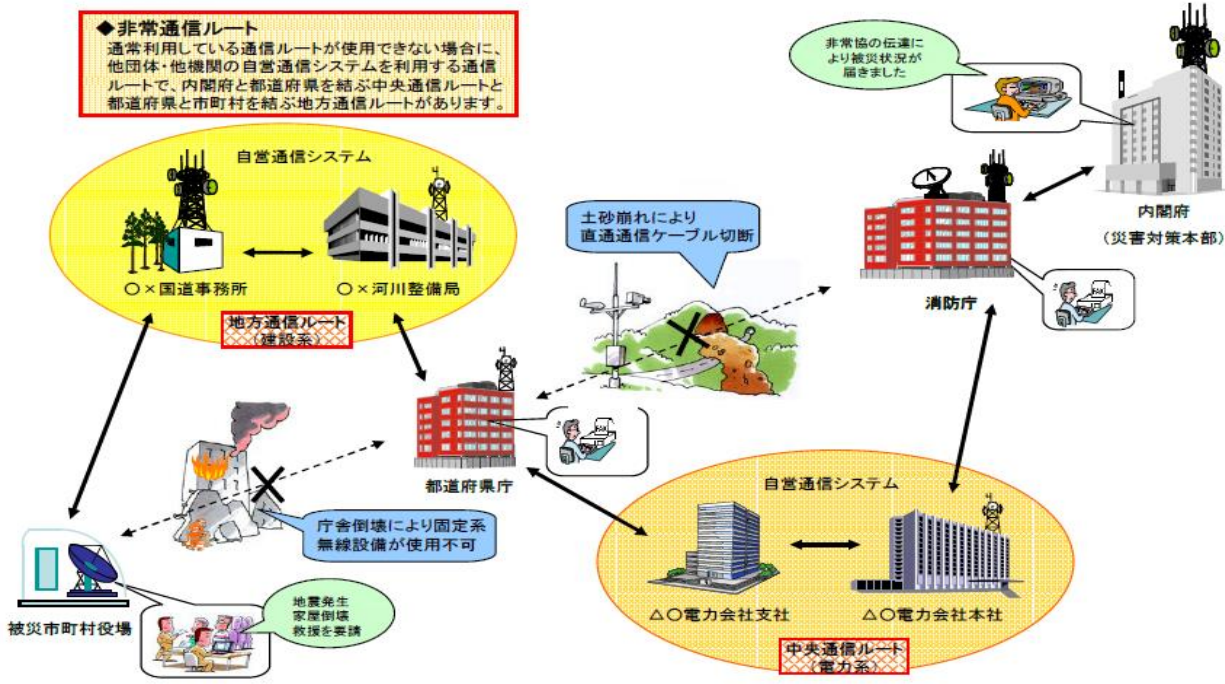 ◆非常通信ルート
通常利用している通信ルートが使用できない場合に、
他団体・他機関の自営通信システムを利用する通信
ルートで、内閣府と都道府県を結ぶ中央通信ルートと
都道府県と市町村を結ぶ地方通信ルートがあります。
非常協の伝達に
より被災状況が
届きました
内閣府
(災害対策本部)
自営通信システム
○×国道事務所
○×河川整備局
地方通信ルート
(建設系)
土砂崩れにより
直通通信ケーブル切断
消防庁
FAX
都道府県庁
FAX
庁舎倒壊により固定系
無線設備が使用不可
被災市町村役場
地震発生
家屋倒壊
救援を要請
自営通信システム
△○電力会社支社
△○電力会社本社
中央通信ルート
(電力系)